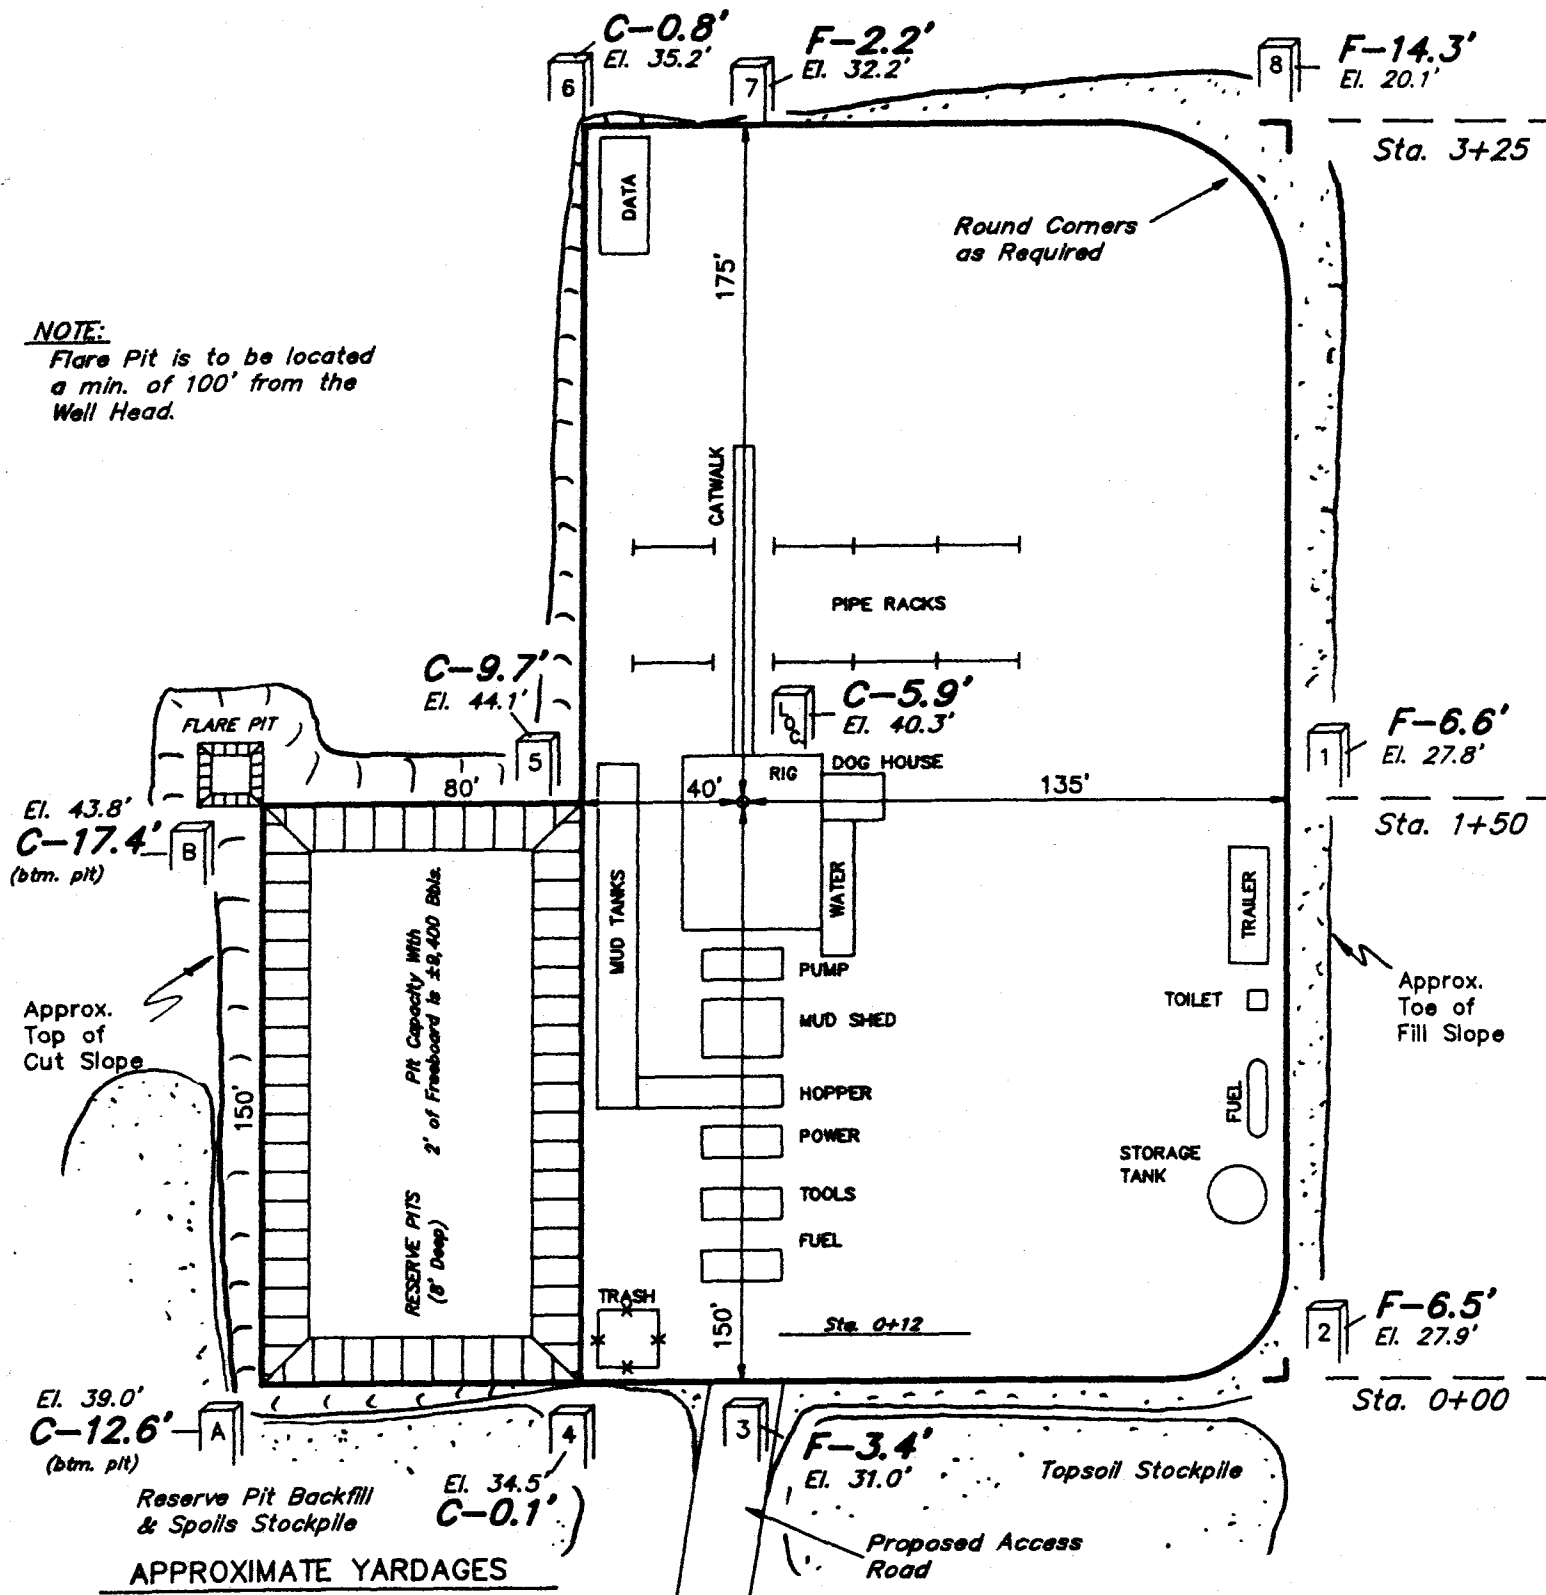 C-0.8'
El. 35.2'
6
F-2.2'
El. 32.2'
7
F-14.3'
El. 20.1'
8
Sta. 3+25
DATA
175'
Round Corners
as Required
NOTE:
Flare Pit is to be located
a min. of 100' from the
Well Head.
CATWALK
PIPE RACKS
C-9.7'
El. 44.1'
5
LOC.
C-5.9'
El. 40.3'
F-6.6'
El. 27.8'
1
FLARE PIT
RIG
DOG HOUSE
80'
40'
135'
El. 43.8'
C-17.4'
(btm. pit)
B
Sta. 1+50
MUD TANKS
WATER
TRAILER
Pit Capacity With
2' of Freeboard is
RESERVE PITS
(8' Deep)
150'
PUMP
MUD SHED
HOPPER
POWER
TOOLS
FUEL
TOILET
FUEL
STORAGE
TANK
Approx.
Top of
Cut Slope
Approx.
Toe of
Fill Slope
TRASH
150'
Sta. 0+12
F-6.5'
El. 27.9'
2
Sta. 0+00
El. 39.0'
C-12.6'
(btm. pit)
A
4
3
El. 34.5'
C-0.1'
F-3.4'
El. 31.0'
Topsoil Stockpile
Reserve Pit Backfill
& Spoils Stockpile
Proposed Access
Road
APPROXIMATE YARDAGES